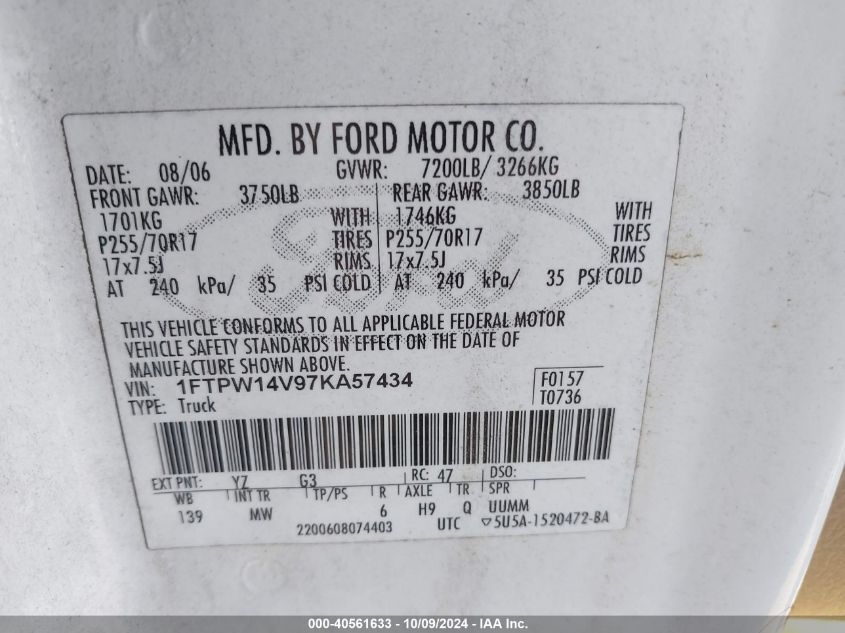 MFD. BY FORD MOTOR CO.
DATE: 08/06 GVWR: 7200LB/ 3266KG
FRONT GAWR: 3750LB REAR GAWR: 3850LB
1701KG WITH 1746KG WITH
P255/70R17 TIRES P255/70R17 TIRES
17x7.5J RIMS 17x7.5J RIMS
AT 240 kPa/ 35 PSI COLD AT 240 kPa/ 35 PSI COLD
Ford
THIS VEHICLE CONFORMS TO ALL APPLICABLE FEDERAL MOTOR
VEHICLE SAFETY STANDARDS IN EFFECT ON THE DATE OF
MANUFACTURE SHOWN ABOVE.
VIN: 1FTPW14V97KA57434 F0157
TYPE: Truck T0736
EXT PNT: YZ G3 RC: 47 DSO:
WB INT TR TP/PS R AXLE TR SPR
139 MW 6 H9 Q UUMM
2200608074403 UTC ▽5U5A-1520472-BA
000-40561633 - 10/09/2024 - IAA Inc.